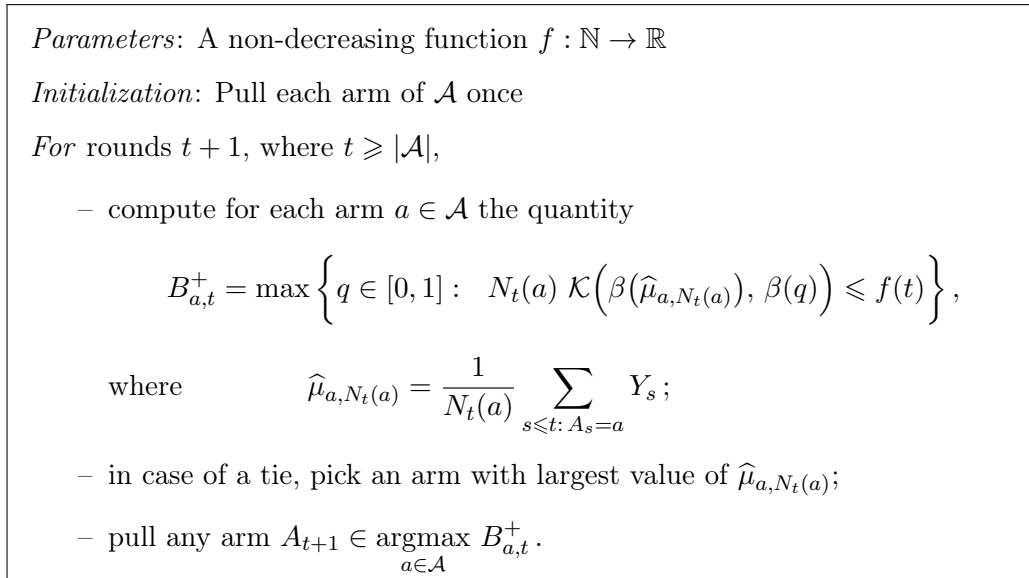 Parameters: A non-decreasing function f : ℕ → ℝ
Initialization: Pull each arm of 𝒜 once
For rounds t + 1, where t ⩾ |𝒜|,
– compute for each arm a ∈ 𝒜 the quantity
B⁺_{a,t} = max { q ∈ [0, 1] : N_t(a) 𝒦( β(μ̂_{a,N_t(a)}), β(q) ) ⩽ f(t) } ,
where μ̂_{a,N_t(a)} = 1/N_t(a) ∑_{s⩽t: A_s=a} Y_s ;
– in case of a tie, pick an arm with largest value of μ̂_{a,N_t(a)};
– pull any arm A_{t+1} ∈ argmax_{a∈𝒜} B⁺_{a,t} .